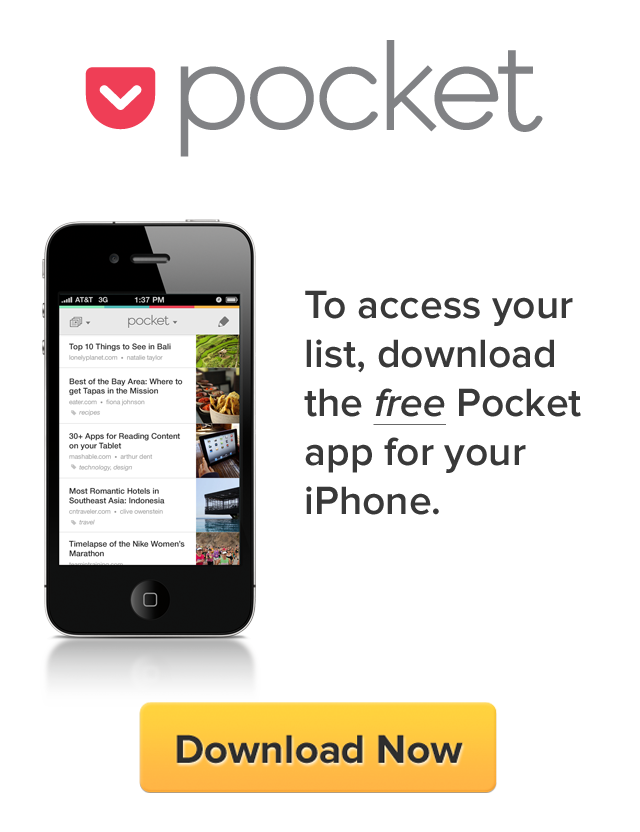 pocket
AT&T 3G 1:37 PM
pocket
Top 10 Things to See in Bali
lonelyplanet.com • natalie taylor
Best of the Bay Area: Where to
get Tapas in the Mission
eater.com • fiona johnson
recipes
30+ Apps for Reading Content
on your Tablet
mashable.com • arthur dent
technology, design
Most Romantic Hotels in
Southeast Asia: Indonesia
cntraveler.com • clive owenstein
travel
Timelapse of the Nike Women's
Marathon
To access your
list, download
the free Pocket
app for your
iPhone.
Download Now